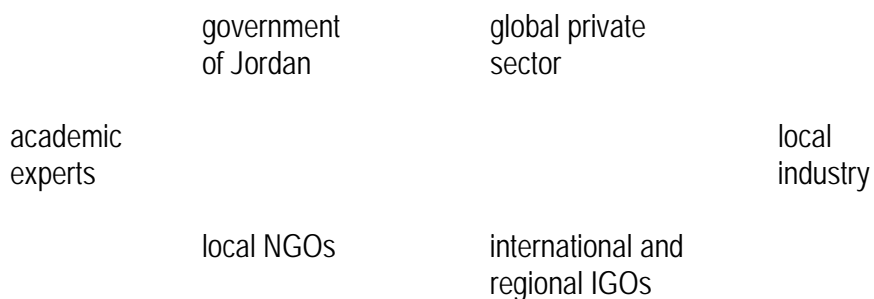 government
of Jordan
global private
sector
academic
experts
local
industry
local NGOs
international and
regional IGOs